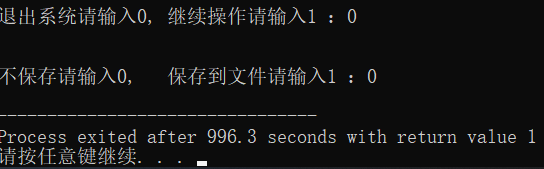 退出系统请输入0, 继续操作请输入1 ：0
不保存请输入0,   保存到文件请输入1 ：0
--------------------------------
Process exited after 996.3 seconds with return value 1
请按任意键继续. . .